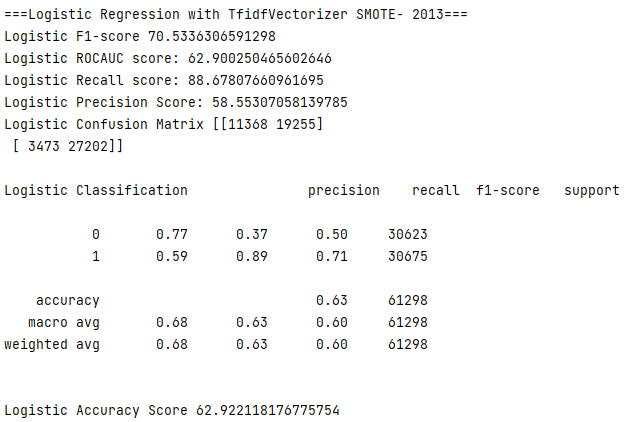 ===Logistic Regression with TfidfVectorizer SMOTE- 2013===
Logistic F1-score 70.5336306591298
Logistic ROCAUC score: 62.900250465602646
Logistic Recall score: 88.67807660961695
Logistic Precision Score: 58.55307058139785
Logistic Confusion Matrix [[11368 19255]
[ 3473 27202]]
Logistic Classification precision recall f1-score support
0 0.77 0.37 0.50 30623
1 0.59 0.89 0.71 30675
accuracy 0.63 61298
macro avg 0.68 0.63 0.60 61298
weighted avg 0.68 0.63 0.60 61298
Logistic Accuracy Score 62.922118176775754